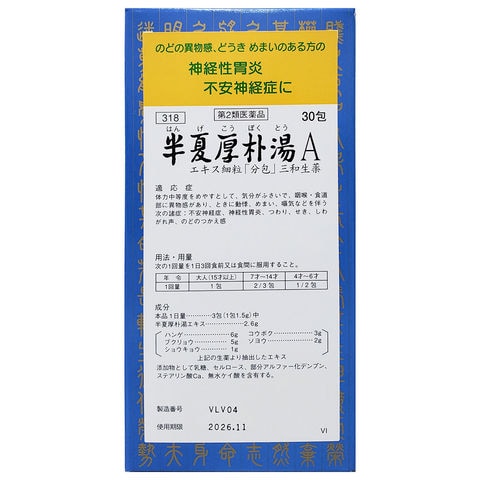 のどの異物感、どうき めまいのある方の
神経性胃炎
不安神経症に
318
第2類医薬品
30包
はんげこうぼくとう
半夏厚朴湯A
エキス細粒「分包」三和生薬
適応症
体力中等度をめやすとして、気分がふさいで、咽喉・食道
部に異物感があり、ときに動悸、めまい、嘔気などを伴う
次の諸症:不安神経症、神経性胃炎、つわり、せき、しわ
がれ声、のどのつかえ感
用法・用量
次の1回量を1日3回食前又は食間に服用すること。
年令 大人(15才以上) 7才〜14才 4才〜6才
1回量 1包 2/3包 1/2包
成分
本品1日量…3包(1包1.5g)中
半夏厚朴湯エキス…2.6g
ハンゲ…6g コウボク…3g
ブクリョウ…5g ソヨウ…2g
ショウキョウ…1g
上記の生薬より抽出したエキス
添加物として乳糖、セルロース、部分アルファー化デンプン、
ステアリン酸Ca、無水ケイ酸を含有する。
製造番号 VLV04
使用期限 2026.11
VI